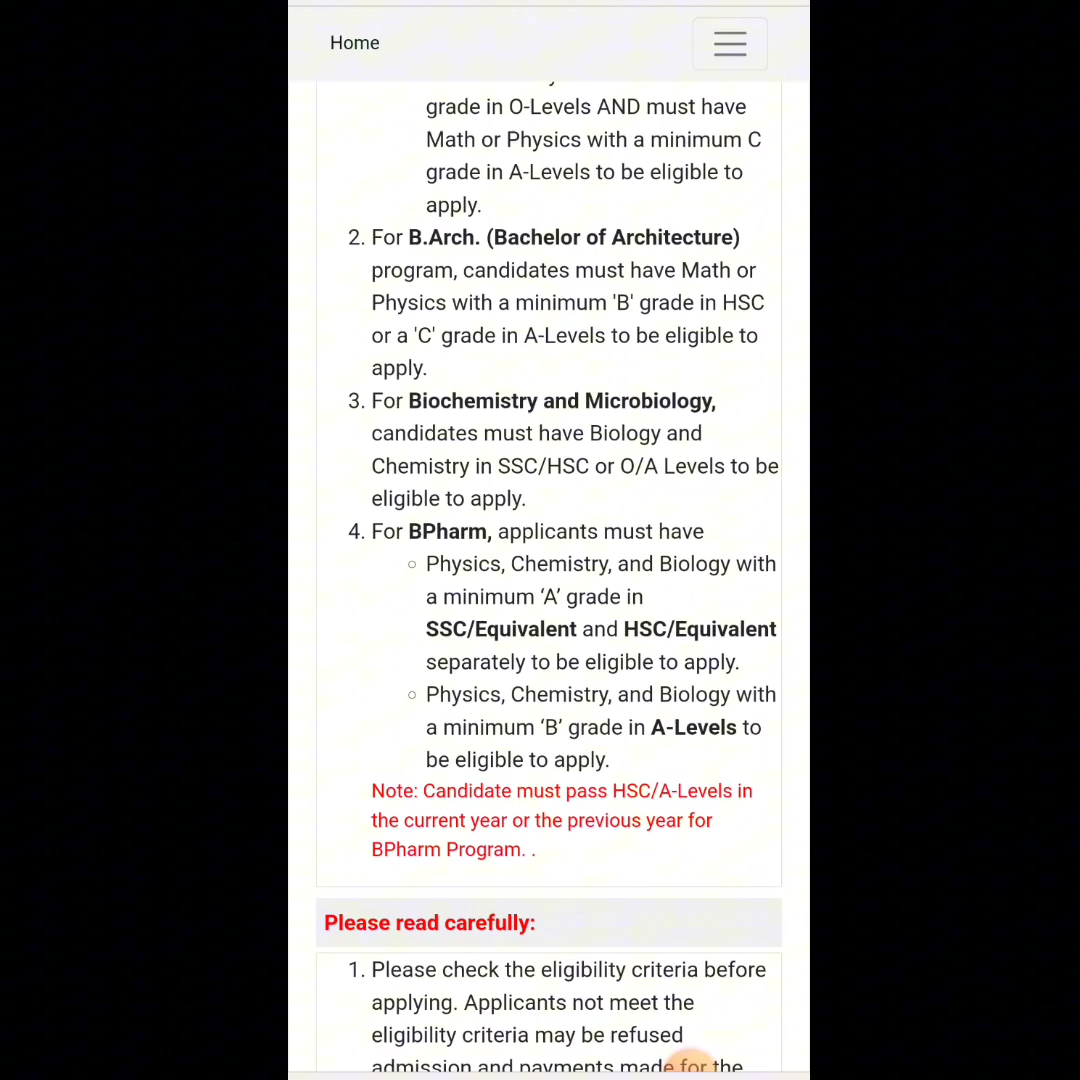 Home
grade in O-Levels AND must have
Math or Physics with a minimum C
grade in A-Levels to be eligible to
apply.
2. For B.Arch. (Bachelor of Architecture)
program, candidates must have Math or
Physics with a minimum 'B' grade in HSC
or a 'C' grade in A-Levels to be eligible to
apply.
3. For Biochemistry and Microbiology,
candidates must have Biology and
Chemistry in SSC/HSC or O/A Levels to be
eligible to apply.
4. For BPharm, applicants must have
○ Physics, Chemistry, and Biology with
a minimum ‘A’ grade in
SSC/Equivalent and HSC/Equivalent
separately to be eligible to apply.
○ Physics, Chemistry, and Biology with
a minimum ‘B’ grade in A-Levels to
be eligible to apply.
Note: Candidate must pass HSC/A-Levels in
the current year or the previous year for
BPharm Program. .
Please read carefully:
1. Please check the eligibility criteria before
applying. Applicants not meet the
eligibility criteria may be refused
admission and payments made for the